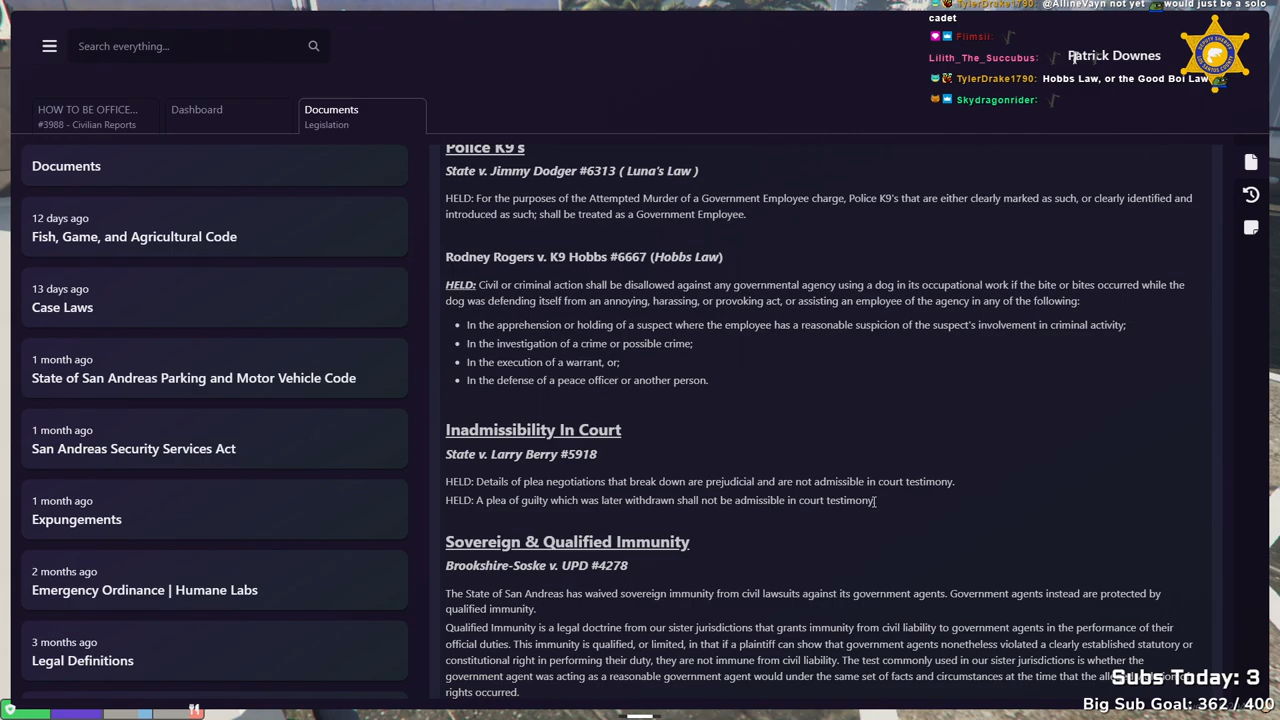 TylerDrake1790: @AllineVayn not yet would just be a solo
cadet
Flimsii:
Lilith_The_Succubus:
TylerDrake1790: Hobbs Law, or the Good Boi Law
Skydragonrider:
Patrick Downes
DEPUTY SHERIFF
LOS SANTOS COUNTY
Search everything...
HOW TO BE OFFICE...
#3988 - Civilian Reports
Dashboard
Documents
Legislation
Documents
12 days ago
Fish, Game, and Agricultural Code
13 days ago
Case Laws
1 month ago
State of San Andreas Parking and Motor Vehicle Code
1 month ago
San Andreas Security Services Act
1 month ago
Expungements
2 months ago
Emergency Ordinance | Humane Labs
3 months ago
Legal Definitions
Police K9's
State v. Jimmy Dodger #6313 ( Luna's Law )
HELD: For the purposes of the Attempted Murder of a Government Employee charge, Police K9's that are either clearly marked as such, or clearly identified and
introduced as such; shall be treated as a Government Employee.
Rodney Rogers v. K9 Hobbs #6667 (Hobbs Law)
HELD: Civil or criminal action shall be disallowed against any governmental agency using a dog in its occupational work if the bite or bites occurred while the
dog was defending itself from an annoying, harassing, or provoking act, or assisting an employee of the agency in any of the following:
• In the apprehension or holding of a suspect where the employee has a reasonable suspicion of the suspect's involvement in criminal activity;
• In the investigation of a crime or possible crime;
• In the execution of a warrant, or;
• In the defense of a peace officer or another person.
Inadmissibility In Court
State v. Larry Berry #5918
HELD: Details of plea negotiations that break down are prejudicial and are not admissible in court testimony.
HELD: A plea of guilty which was later withdrawn shall not be admissible in court testimony.
Sovereign & Qualified Immunity
Brookshire-Soske v. UPD #4278
The State of San Andreas has waived sovereign immunity from civil lawsuits against its government agents. Government agents instead are protected by
qualified immunity.
Qualified Immunity is a legal doctrine from our sister jurisdictions that grants immunity from civil liability to government agents in the performance of their
official duties. This immunity is qualified, or limited, in that if a plaintiff can show that government agents nonetheless violated a clearly established statutory or
constitutional right in performing their duty, they are not immune from civil liability. The test commonly used in our sister jurisdictions is whether the
government agent was acting as a reasonable government agent would under the same set of facts and circumstances at the time that the
rights occurred.
Subs Today: 3
Big Sub Goal: 362 / 400